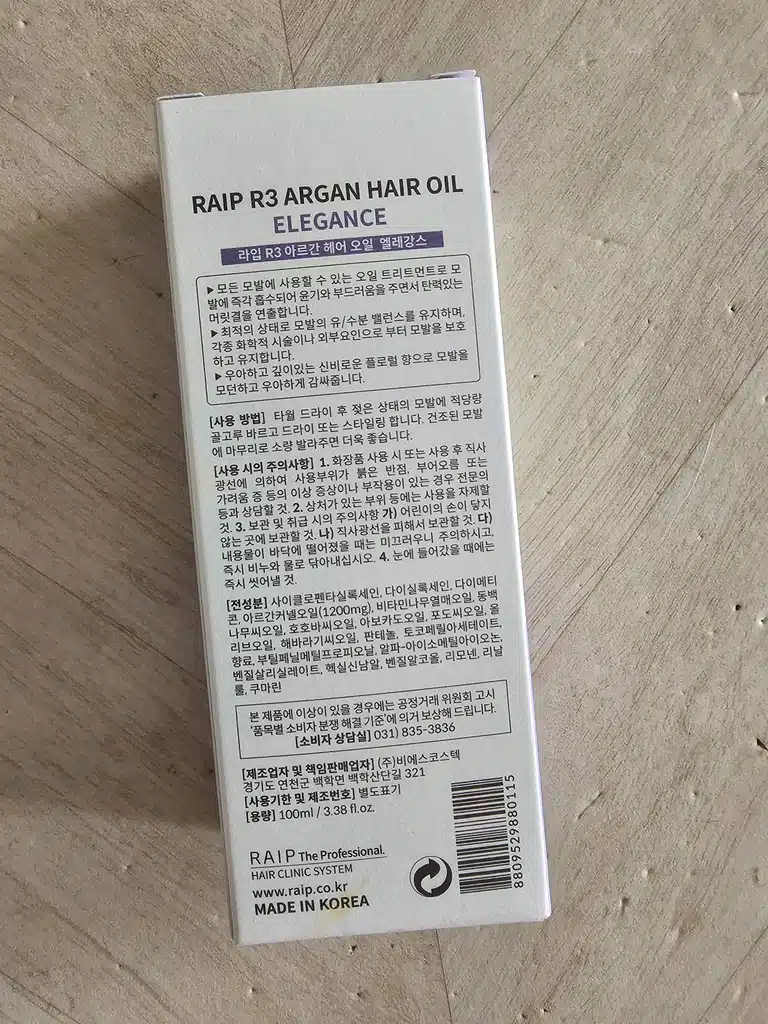 RAIP R3 ARGAN HAIR OIL
ELEGANCE
라입 R3 아르간 헤어 오일 엘레강스
▶모든 모발에 사용할 수 있는 오일 트리트먼트로 모
발에 즉각 흡수되어 윤기와 부드러움을 주면서 탄력있는
머릿결을 연출합니다.
▶최적의 상태로 모발의 유/수분 밸런스를 유지하며,
각종 화학적 시술이나 외부요인으로 부터 모발을 보호
하고 유지합니다.
▶우아하고 깊이있는 신비로운 플로럴 향으로 모발을
모던하고 우아하게 감싸줍니다.
[사용 방법] 타월 드라이 후 젖은 상태의 모발에 적당량
골고루 바르고 드라이 또는 스타일링 합니다. 건조된 모발
에 마무리로 소량 발라주면 더욱 좋습니다.
[사용 시의 주의사항] 1. 화장품 사용 시 또는 사용 후 직사
광선에 의하여 사용부위가 붉은 반점, 부어오름 또는
가려움 증 등의 이상 증상이나 부작용이 있는 경우 전문의
등과 상담할 것. 2. 상처가 있는 부위 등에는 사용을 자제할
것. 3. 보관 및 취급 시의 주의사항 가) 어린이의 손이 닿지
않는 곳에 보관할 것. 나) 직사광선을 피해서 보관할 것. 다)
내용물이 바닥에 떨어졌을 때는 미끄러우니 주의하시고,
즉시 비누와 물로 닦아내십시오. 4. 눈에 들어갔을 때에는
즉시 씻어낼 것.
[전성분] 사이클로펜타실록세인, 다이실록세인, 다이메티
콘, 아르간커넬오일(1200mg), 비타민나무열매오일, 동백
나무씨오일, 호호바씨오일, 아보카도오일, 포도씨오일, 올
리브오일, 해바라기씨오일, 판테놀, 토코페릴아세테이트,
향료, 부틸페닐메틸프로피오날, 알파-아이소메틸아이오논,
벤질살리실레이트, 헥실신남알, 벤질알코올, 리모넨, 리날
룰, 쿠마린
본 제품에 이상이 있을 경우에는 공정거래 위원회 고시
'품목별 소비자 분쟁 해결 기준'에 의거 보상해 드립니다.
[소비자 상담실] 031) 835-3836
[제조업자 및 책임판매업자] (주)비에스코스텍
경기도 연천군 백학면 백학산단길 321
[사용기한 및 제조번호] 별도표기
[용량] 100ml / 3.38 fl.oz.
RAIP The Professional.
HAIR CLINIC SYSTEM
www.raip.co.kr
MADE IN KOREA
8809529880115